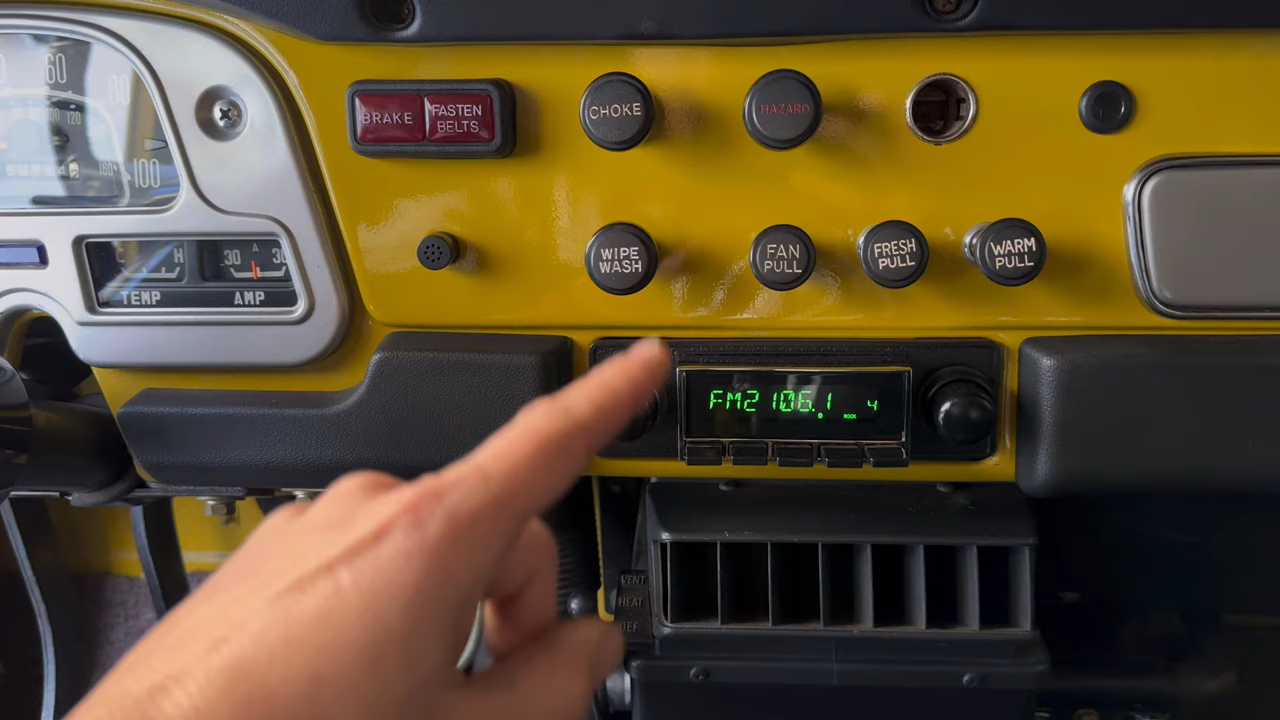 60
80
100 120
160
100
C H
30 A 30
TEMP AMP
BRAKE
FASTEN
BELTS
CHOKE
HAZARD
WIPE
WASH
FAN
PULL
FRESH
PULL
WARM
PULL
FM2 106.1 4
ROCK
VENT
HEAT
DEF